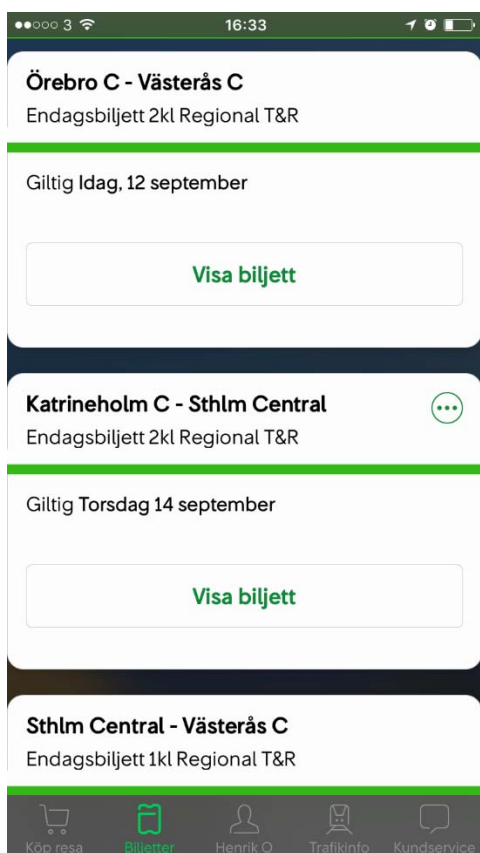 ●●○○○ 3 16:33
Örebro C - Västerås C
Endagsbiljett 2kl Regional T&R
Giltig Idag, 12 september
Visa biljett
Katrineholm C - Sthlm Central
Endagsbiljett 2kl Regional T&R
Giltig Torsdag 14 september
Visa biljett
Sthlm Central - Västerås C
Endagsbiljett 1kl Regional T&R
Köp resa Biljetter Henrik O Trafikinfo Kundservice